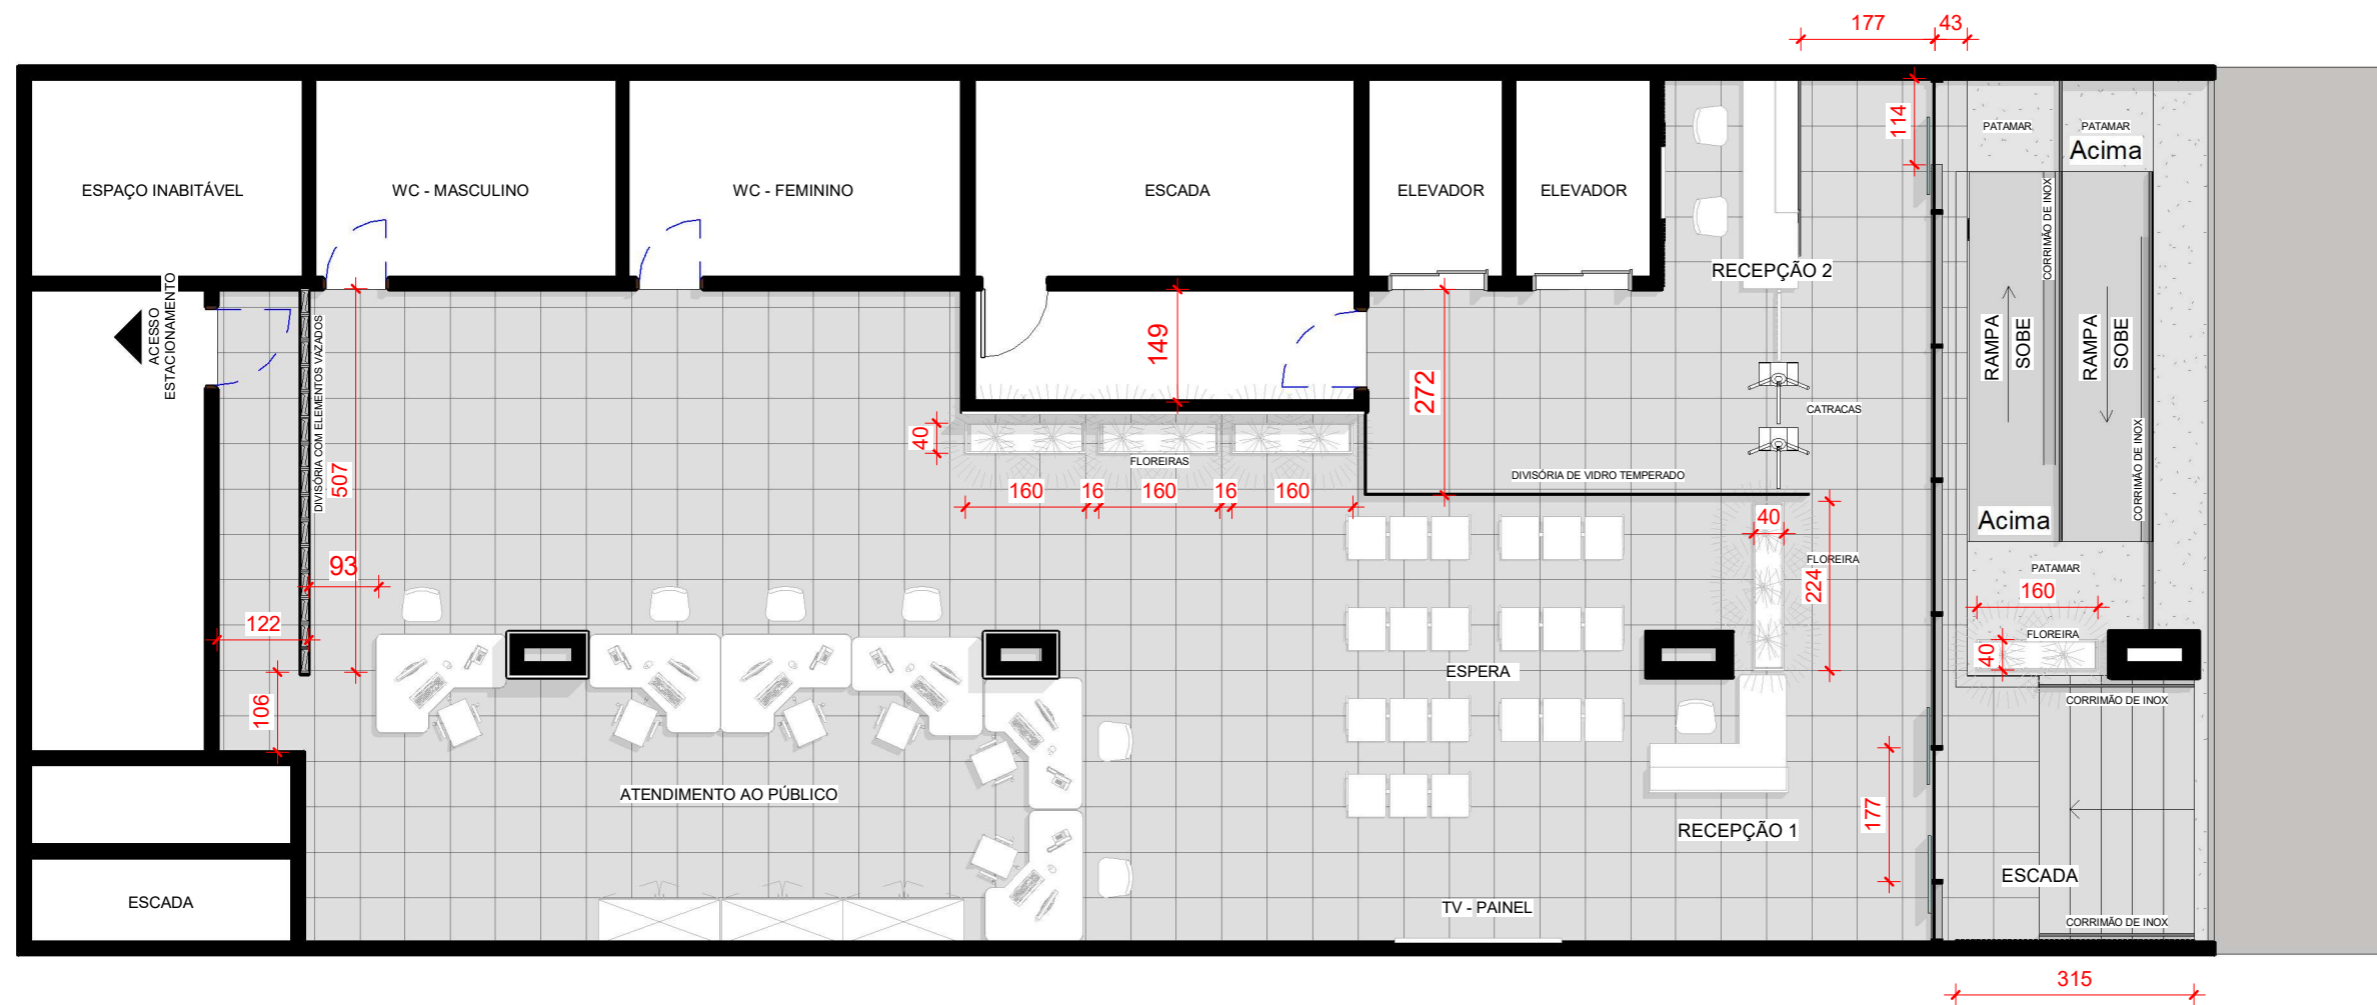 177
43
114
PATAMAR
PATAMAR
Acima
ESPAÇO INABITÁVEL
WC - MASCULINO
WC - FEMININO
ESCADA
ELEVADOR
ELEVADOR
CORRIMÃO DE INOX
RECEPÇÃO 2
ACESSO
ESTACIONAMENTO
DIVISÓRIA COM ELEMENTOS VAZADOS
149
272
RAMPA
SOBE
RAMPA
SOBE
CATRACAS
40
FLOREIRAS
507
160
16
160
16
160
DIVISÓRIA DE VIDRO TEMPERADO
CORRIMÃO DE INOX
Acima
40
FLOREIRA
224
93
PATAMAR
160
122
FLOREIRA
40
ESPERA
106
CORRIMÃO DE INOX
ATENDIMENTO AO PÚBLICO
177
RECEPÇÃO 1
ESCADA
ESCADA
TV - PAINEL
CORRIMÃO DE INOX
315